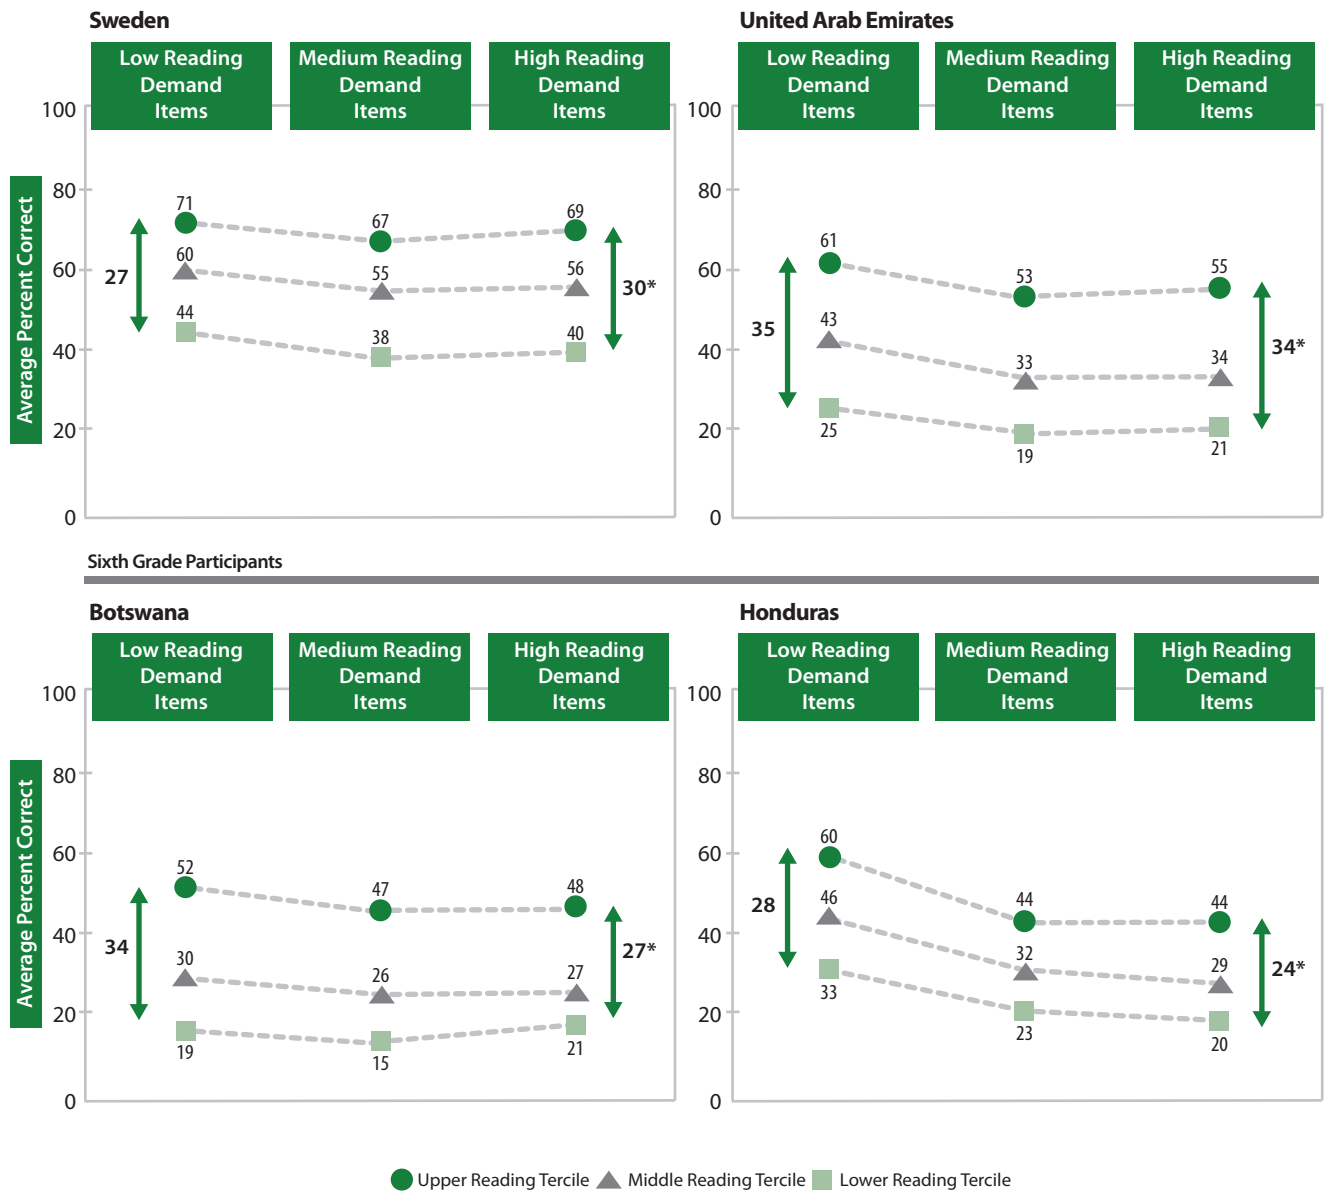 Sweden
Low Reading
Demand
Items
Medium Reading
Demand
Items
High Reading
Demand
Items
100
80
60
40
20
0
Average Percent Correct
71
67
69
60
55
56
44
38
40
27
30*
United Arab Emirates
Low Reading
Demand
Items
Medium Reading
Demand
Items
High Reading
Demand
Items
100
80
60
40
20
0
61
53
55
43
33
34
25
19
21
35
34*
Sixth Grade Participants
Botswana
Low Reading
Demand
Items
Medium Reading
Demand
Items
High Reading
Demand
Items
100
80
60
40
20
0
Average Percent Correct
52
47
48
30
26
27
19
15
21
34
27*
Honduras
Low Reading
Demand
Items
Medium Reading
Demand
Items
High Reading
Demand
Items
100
80
60
40
20
0
60
44
44
46
32
29
33
23
20
28
24*
Upper Reading Tercile Middle Reading Tercile Lower Reading Tercile